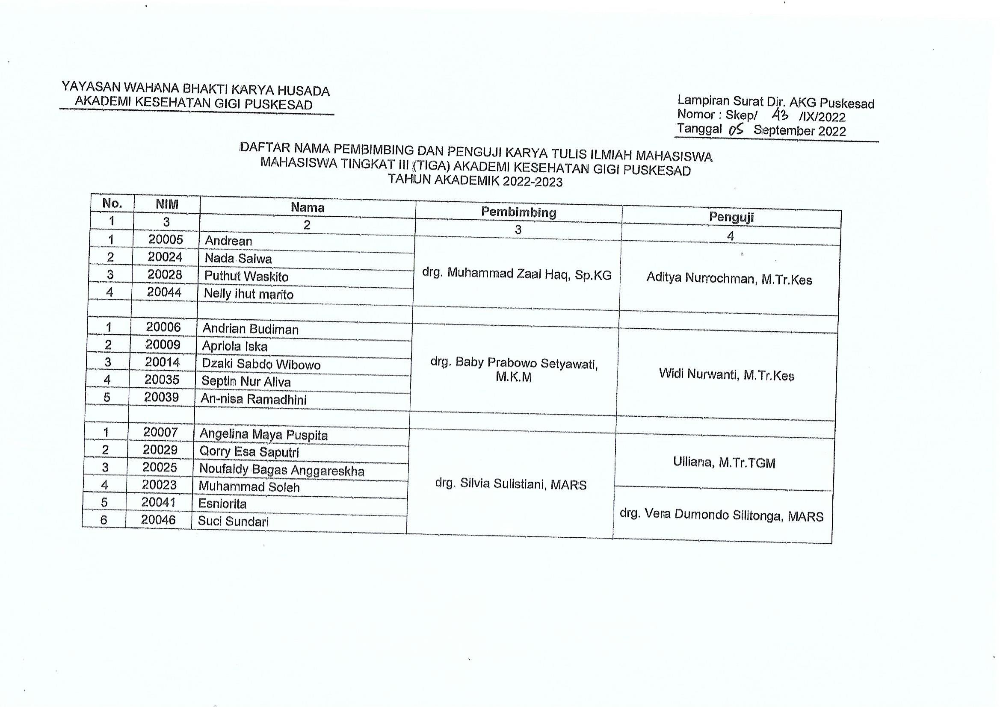 YAYASAN WAHANA BHAKTI KARYA HUSADA
AKADEMI KESEHATAN GIGI PUSKESAD
Lampiran Surat Dir. AKG Puskesad
Nomor : Skep/ 43 /IX/2022
Tanggal 05 September 2022
DAFTAR NAMA PEMBIMBING DAN PENGUJI KARYA TULIS ILMIAH MAHASISWA
MAHASISWA TINGKAT III (TIGA) AKADEMI KESEHATAN GIGI PUSKESAD
TAHUN AKADEMIK 2022-2023
No. NIM Nama Pembimbing Penguji
1 3 2 3 4
1 20005 Andrean
2 20024 Nada Salwa
3 20028 Puthut Waskito drg. Muhammad Zaal Haq, Sp.KG Aditya Nurrochman, M.Tr.Kes
4 20044 Nelly ihut marito
1 20006 Andrian Budiman
2 20009 Apriola Iska
3 20014 Dzaki Sabdo Wibowo drg. Baby Prabowo Setyawati,
M.K.M Widi Nurwanti, M.Tr.Kes
4 20035 Septin Nur Aliva
5 20039 An-nisa Ramadhini
1 20007 Angelina Maya Puspita
2 20029 Qorry Esa Saputri Ulliana, M.Tr.TGM
3 20025 Noufaldy Bagas Anggareskha
4 20023 Muhammad Soleh drg. Silvia Sulistiani, MARS
5 20041 Esniorita drg. Vera Dumondo Silitonga, MARS
6 20046 Suci Sundari